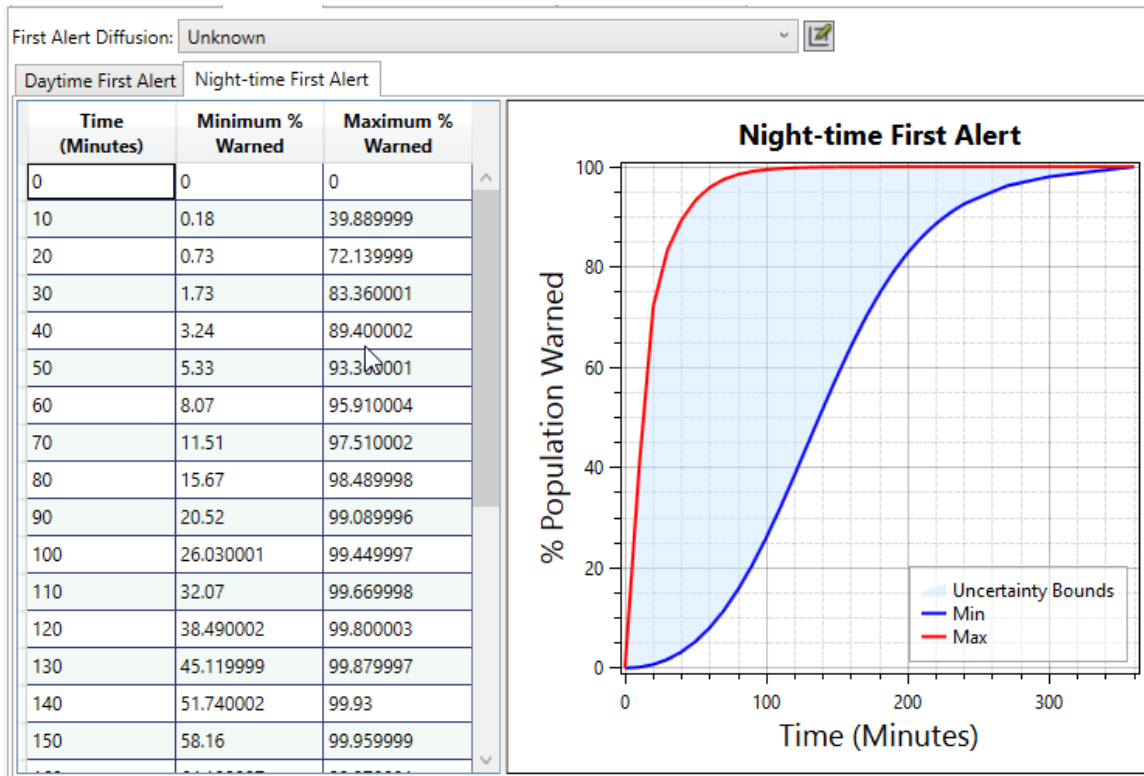 First Alert Diffusion: Unknown
Daytime First Alert Night-time First Alert
Time (Minutes) Minimum % Warned Maximum % Warned
0 0 0
10 0.18 39.889999
20 0.73 72.139999
30 1.73 83.360001
40 3.24 89.400002
50 5.33
60 8.07 95.910004
70 11.51 97.510002
80 15.67 98.489998
90 20.52 99.089996
100 26.030001 99.449997
110 32.07 99.669998
120 38.490002 99.800003
130 45.119999 99.879997
140 51.740002 99.93
150 58.16 99.959999
Night-time First Alert
% Population Warned
100
80
60
40
20
0
0 100 200 300
Time (Minutes)
Uncertainty Bounds
Min
Max